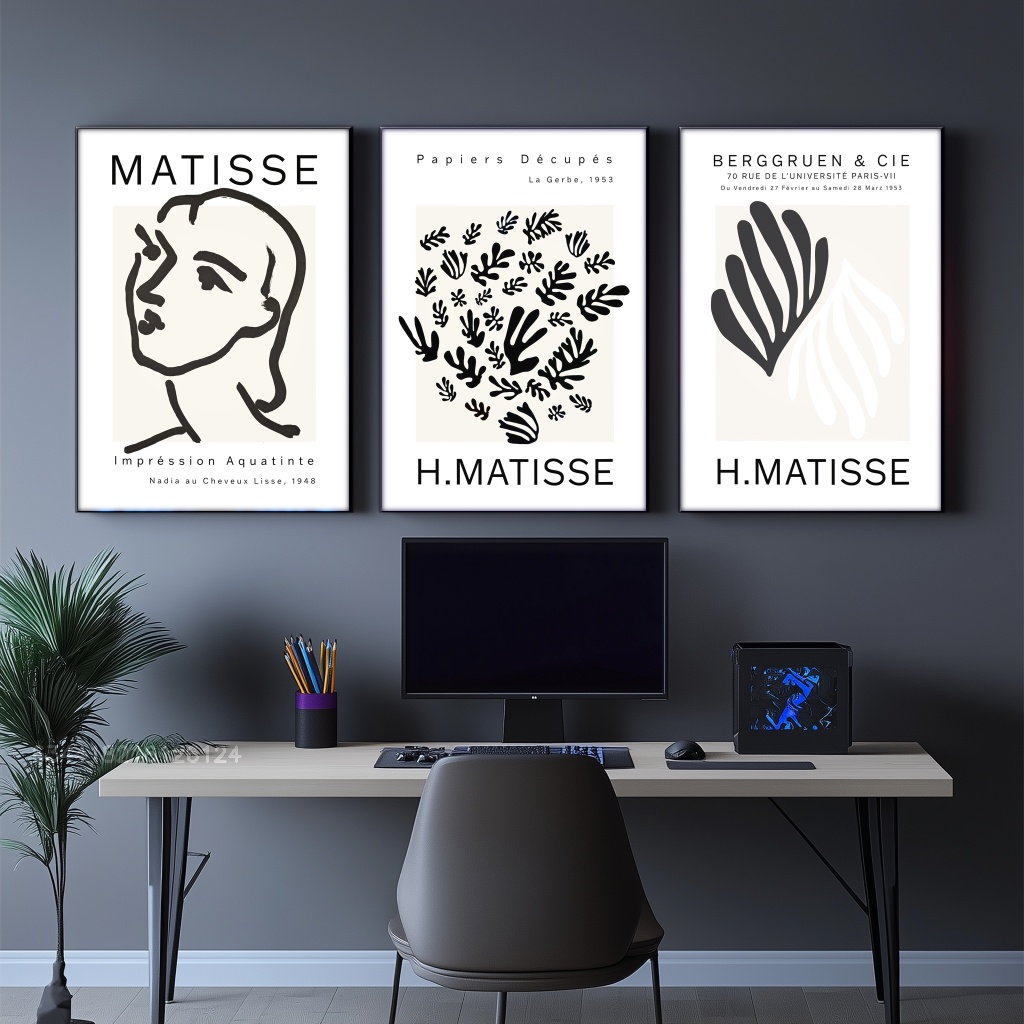 MATISSE
Impréssion Aquatinte
Nadia au Cheveux Lisse, 1948
Papiers Décupés
La Gerbe, 1953
H.MATISSE
BERGGRUEN & CIE
70 RUE DE L'UNIVERSITÉ PARIS-VII
Du Vendredi 27 Février au Samedi 28 Marz 1953
H.MATISSE